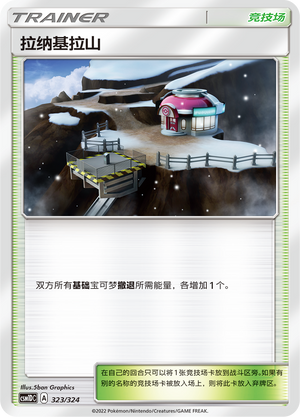 TRAINER 竞技场
拉纳基拉山
双方所有基础宝可梦撤退所需能量，各增加1个。
在自己的回合只可以将1张竞技场卡放到战斗区旁。如果有
别的名称的竞技场卡被放入场上，则将此卡放入弃牌区。
Illus.5ban Graphics
CSM1DC A 323/324
©2022 Pokémon/Nintendo/Creatures/GAME FREAK.